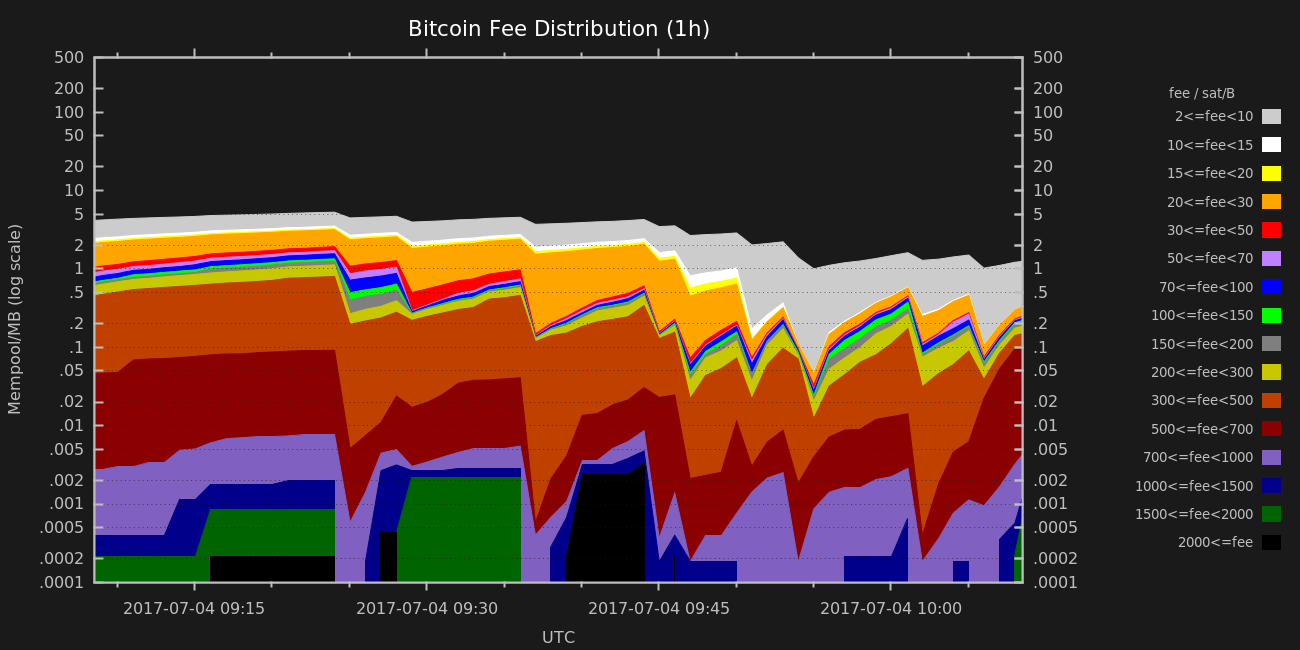 Bitcoin Fee Distribution (1h)
500 500
200 200
100 100
50 50
20 20
10 10
5 5
2 2
1 1
.5 .5
.2 .2
.1 .1
.05 .05
.02 .02
.01 .01
.005 .005
.002 .002
.001 .001
.0005 .0005
.0002 .0002
.0001 .0001
Mempool/MB (log scale)
2017-07-04 09:15 2017-07-04 09:30 2017-07-04 09:45 2017-07-04 10:00
UTC
fee / sat/B
2<=fee<10
10<=fee<15
15<=fee<20
20<=fee<30
30<=fee<50
50<=fee<70
70<=fee<100
100<=fee<150
150<=fee<200
200<=fee<300
300<=fee<500
500<=fee<700
700<=fee<1000
1000<=fee<1500
1500<=fee<2000
2000<=fee